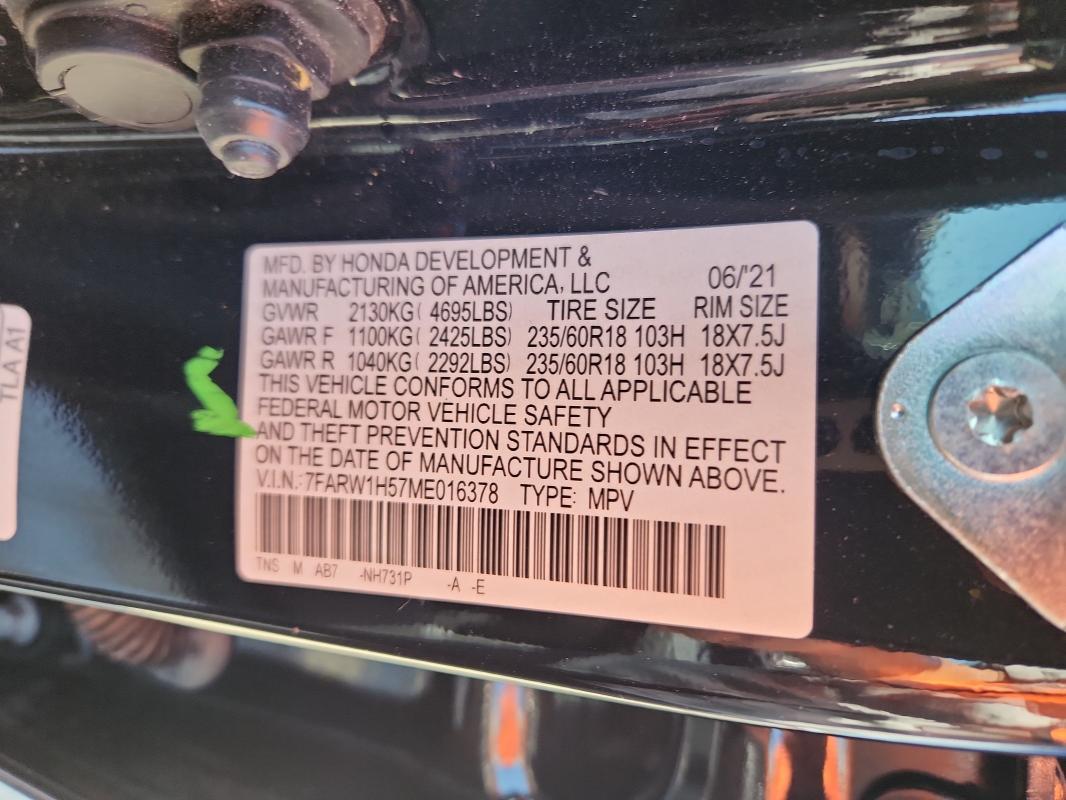 MFD. BY HONDA DEVELOPMENT &
MANUFACTURING OF AMERICA, LLC 06/'21
GVWR 2130KG( 4695LBS) TIRE SIZE RIM SIZE
GAWR F 1100KG( 2425LBS) 235/60R18 103H 18X7.5J
GAWR R 1040KG( 2292LBS) 235/60R18 103H 18X7.5J
THIS VEHICLE CONFORMS TO ALL APPLICABLE
FEDERAL MOTOR VEHICLE SAFETY
AND THEFT PREVENTION STANDARDS IN EFFECT
ON THE DATE OF MANUFACTURE SHOWN ABOVE.
V.I.N.:7FARW1H57ME016378 TYPE: MPV
TNS M AB7 -NH731P -A -E
TLA A1